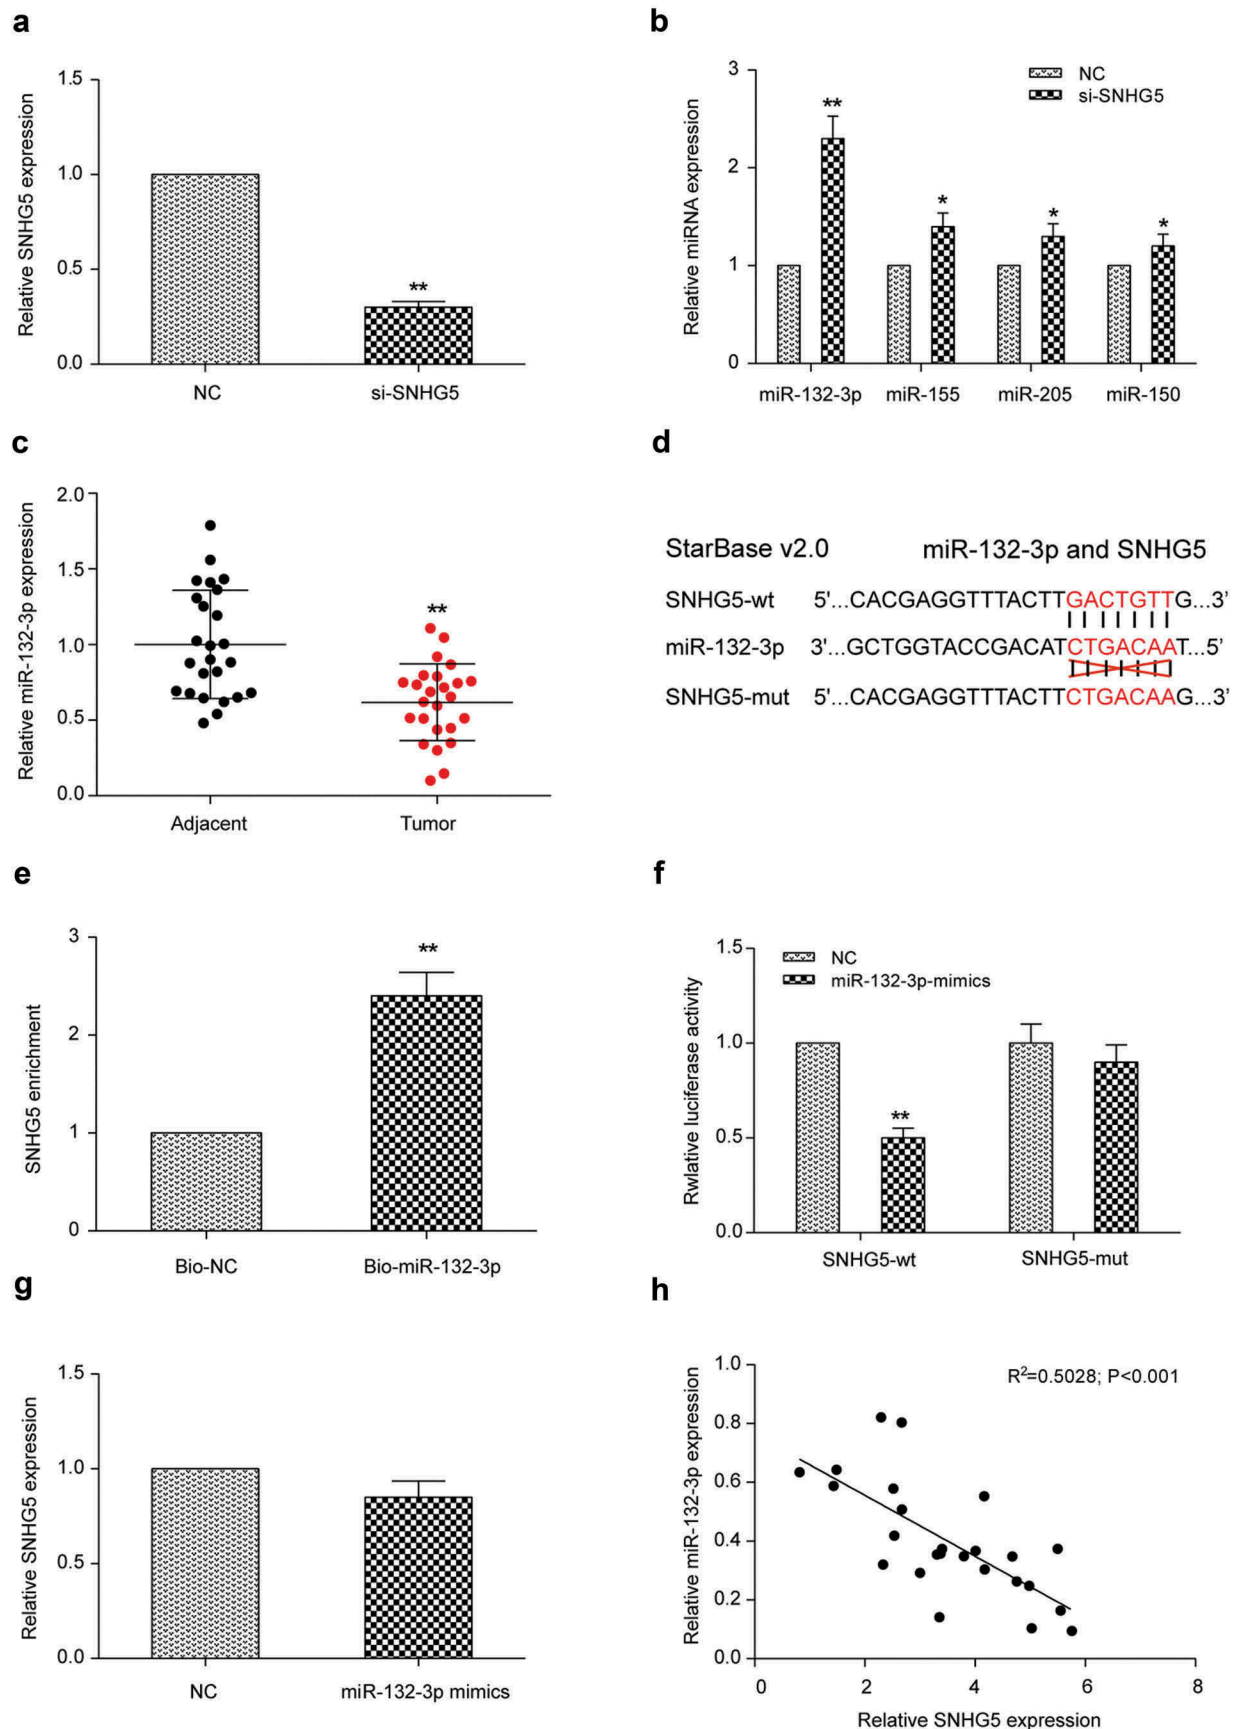 a
Relative SNHG5 expression
1.5
1.0
0.5
0.0
**
NC
si-SNHG5
b
Relative miRNA expression
3
2
1
0
NC
si-SNHG5
**
*
*
*
miR-132-3p
miR-155
miR-205
miR-150
c
Relative miR-132-3p expression
2.0
1.5
1.0
0.5
0.0
**
Adjacent
Tumor
d
StarBase v2.0 miR-132-3p and SNHG5
SNHG5-wt 5'...CACGAGGTTTACTTGACTGTTG...3'
miR-132-3p 3'...GCTGGTACCGACATCTGACAAT...5'
SNHG5-mut 5'...CACGAGGTTTACTTCTGACAAG...3'
e
SNHG5 enrichment
3
2
1
0
**
Bio-NC
Bio-miR-132-3p
f
Rwlative luciferase activity
1.5
1.0
0.5
0.0
NC
miR-132-3p-mimics
**
SNHG5-wt
SNHG5-mut
g
Relative SNHG5 expression
1.5
1.0
0.5
0.0
NC
miR-132-3p mimics
h
Relative miR-132-3p expression
1.0
0.8
0.6
0.4
0.2
0.0
R²=0.5028; P<0.001
0 2 4 6 8
Relative SNHG5 expression